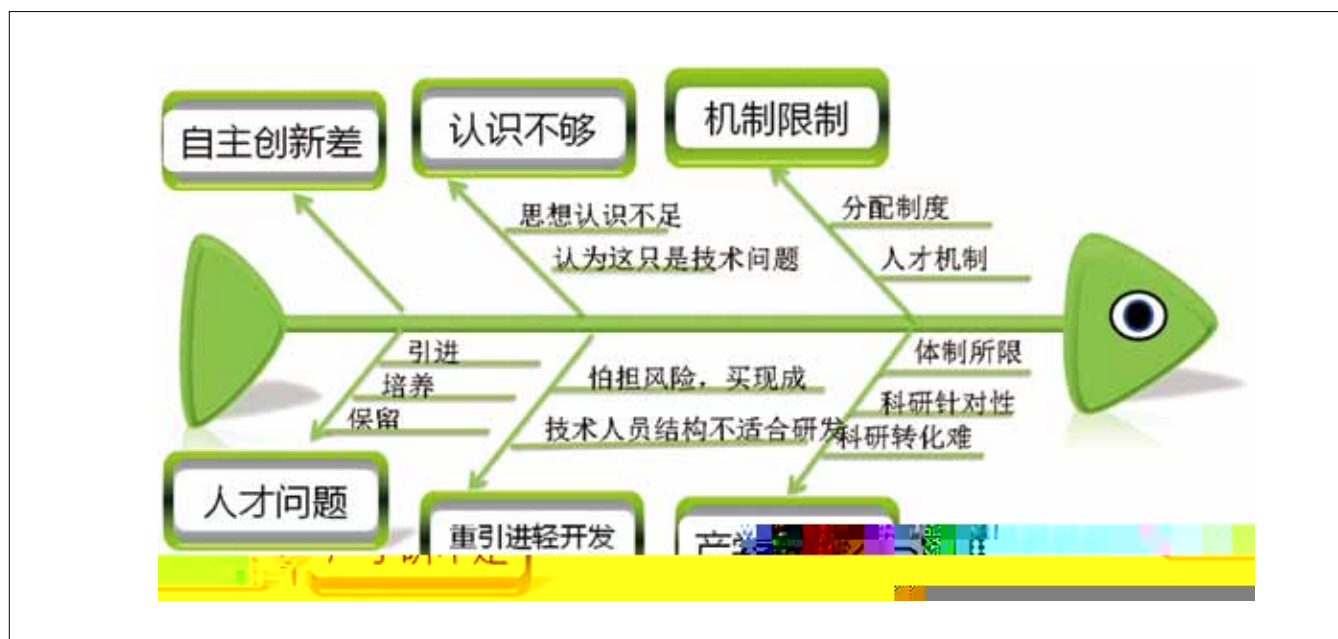 自主创新差
认识不够
机制限制
思想认识不足
认为这只是技术问题
分配制度
人才机制
引进
培养
保留
怕担风险，买现成
技术人员结构不适合研发
体制所限
科研针对性
科研转化难
人才问题
重引进轻开发